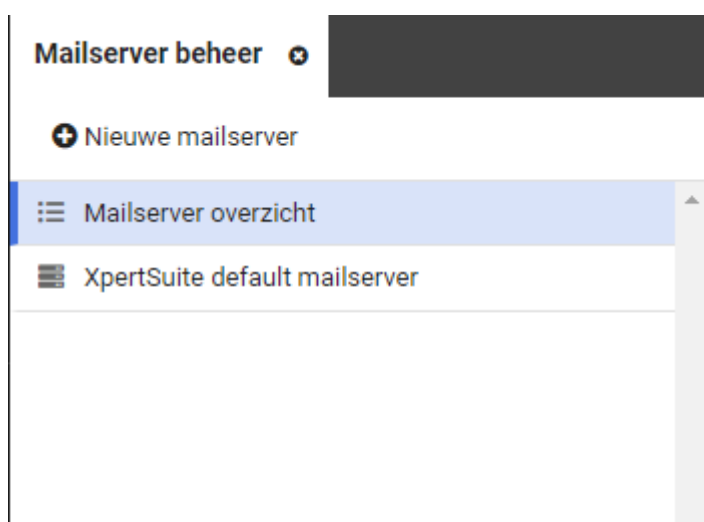 Mailserver beheer
Nieuwe mailserver
Mailserver overzicht
XpertSuite default mailserver